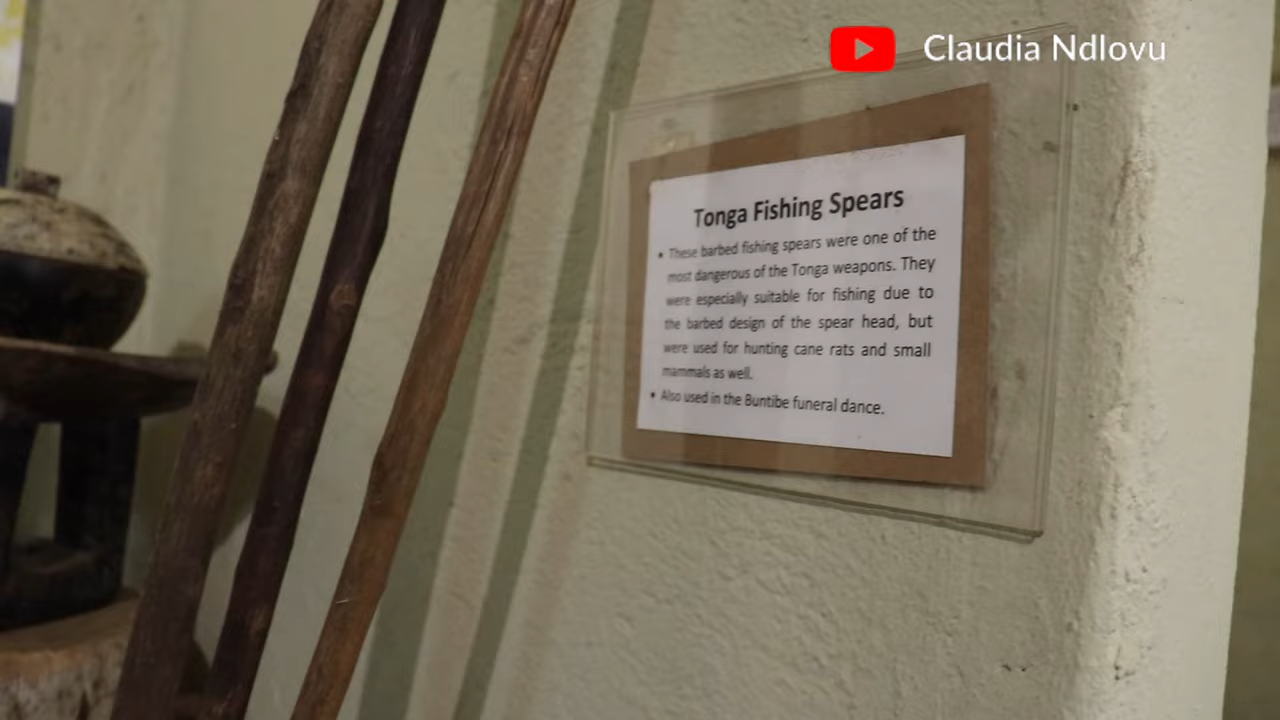 Claudia Ndlovu
Tonga Fishing Spears
• These barbed fishing spears were one of the
most dangerous of the Tonga weapons. They
were especially suitable for fishing due to
the barbed design of the spear head, but
were used for hunting cane rats and small
mammals as well.
• Also used in the Buntibe funeral dance.